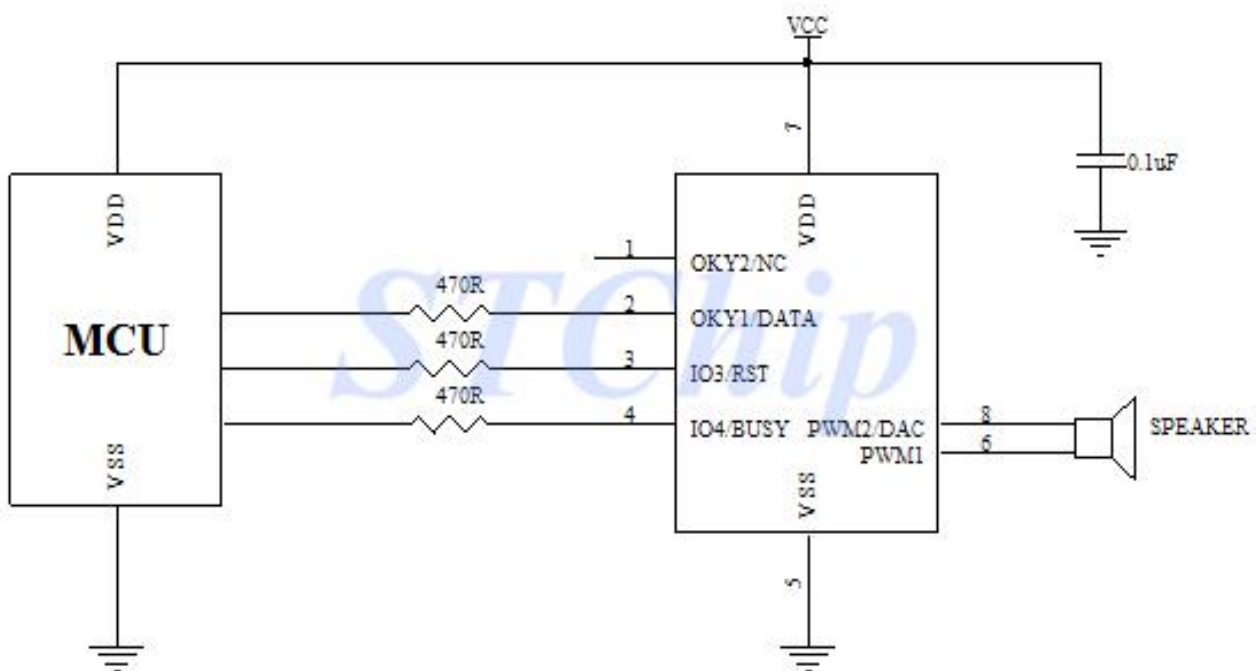 VCC
7
0.1uF
VDD
VDD
1
OKY2/NC
470R
2
OKY1/DATA
STChip
MCU
470R
3
IO3/RST
470R
4
IO4/BUSY
PWM2/DAC
8
SPEAKER
PWM1
6
VSS
VSS
5